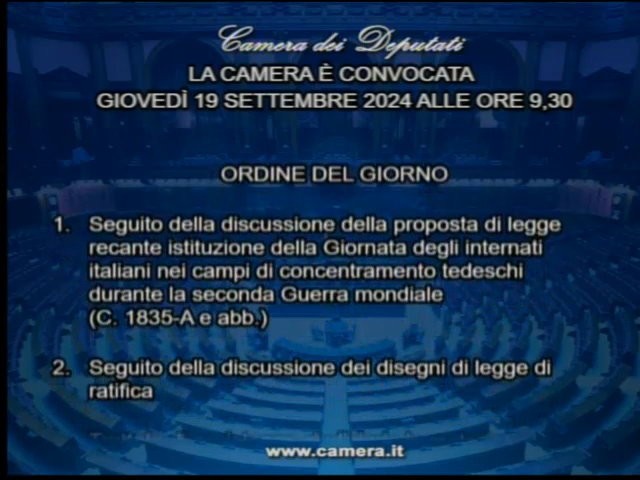 Camera dei Deputati
LA CAMERA È CONVOCATA
GIOVEDÌ 19 SETTEMBRE 2024 ALLE ORE 9,30
ORDINE DEL GIORNO
1. Seguito della discussione della proposta di legge
recante istituzione della Giornata degli internati
italiani nei campi di concentramento tedeschi
durante la seconda Guerra mondiale
(C. 1835-A e abb.)
2. Seguito della discussione dei disegni di legge di
ratifica
www.camera.it